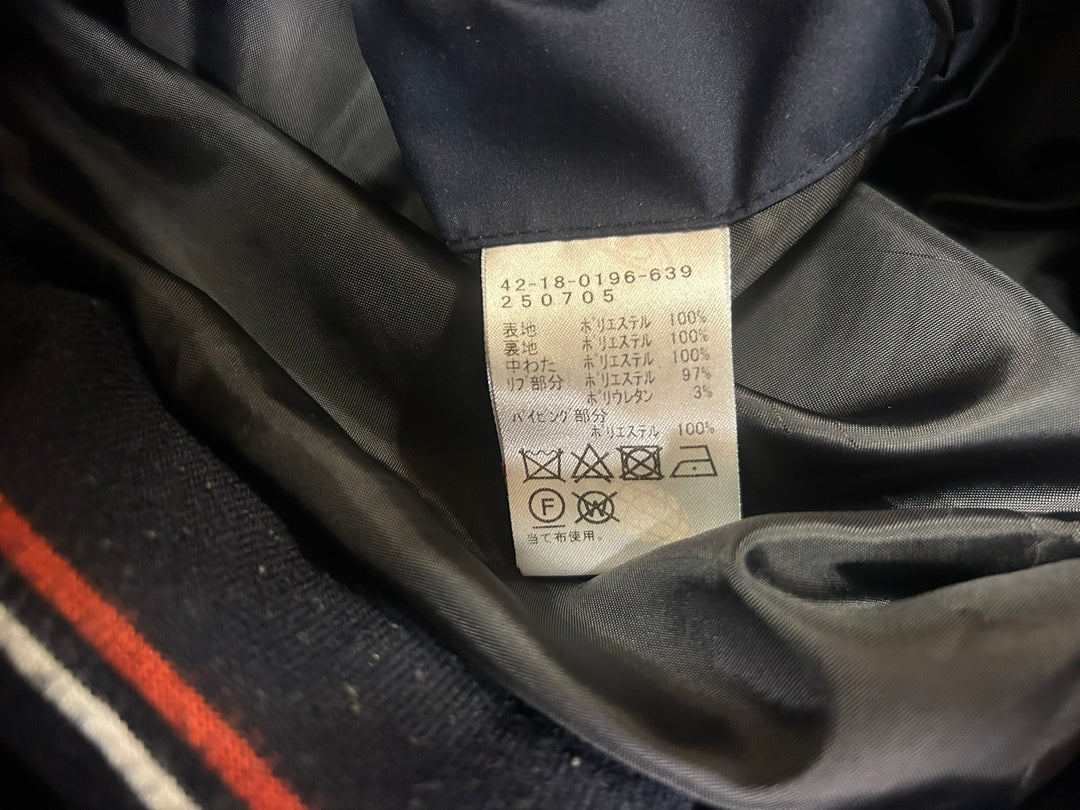 42-18-0196-639
250705
表地 ポリエステル 100%
裏地 ポリエステル 100%
中わた ポリエステル 100%
リブ部分 ポリエステル 97%
ポリウレタン 3%
パイピング部分
ポリエステル 100%
F W
当て布使用。